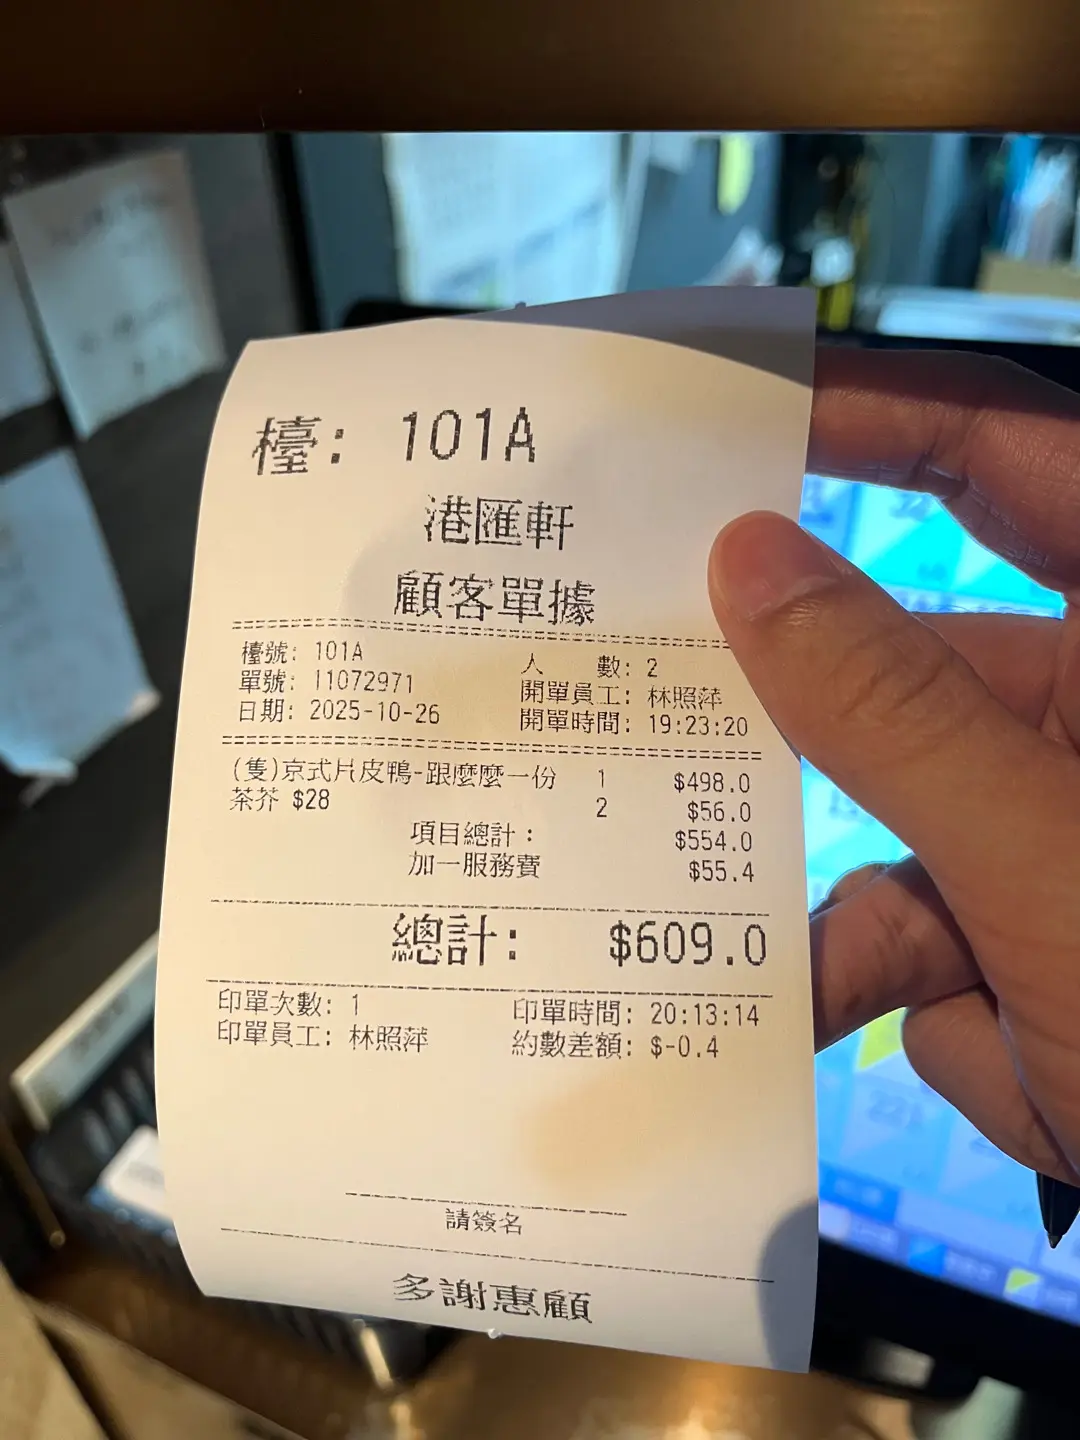 檯: 101A
港匯軒
顧客單據
檯號: 101A 人 數: 2
單號: I1072971 開單員工: 林照萍
日期: 2025-10-26 開單時間: 19:23:20
(隻)京式片皮鴨-跟麼麼一份 1 $498.0
茶芥 $28 2 $56.0
項目總計: $554.0
加一服務費 $55.4
總計: $609.0
印單次數: 1 印單時間: 20:13:14
印單員工: 林照萍 約數差額: $-0.4
請簽名
多謝惠顧